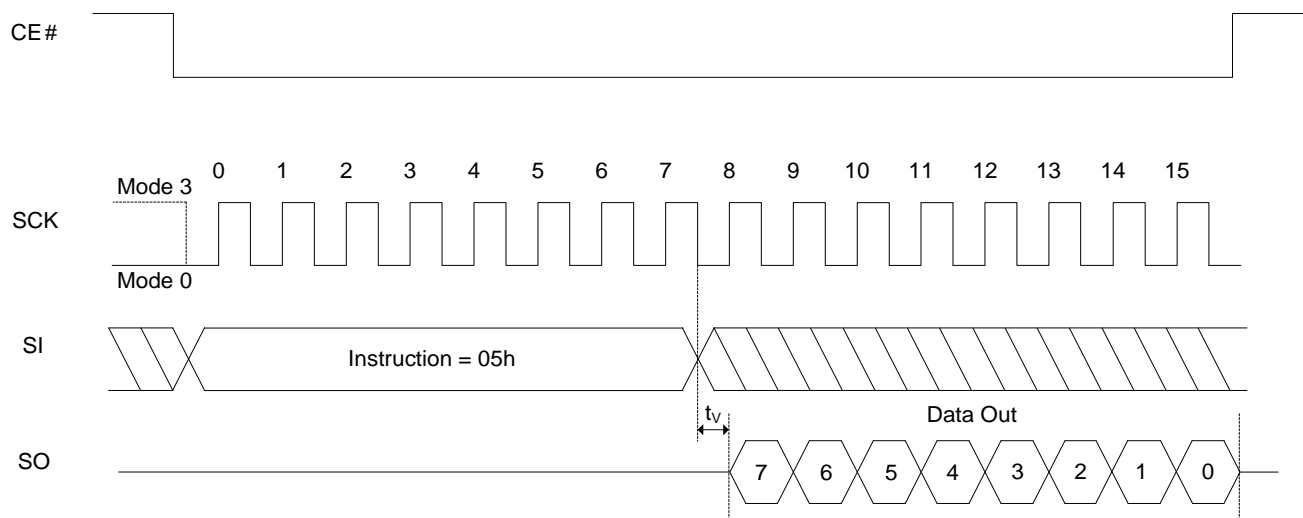 CE#
0 1 2 3 4 5 6 7 8 9 10 11 12 13 14 15
Mode 3
SCK
Mode 0
SI
Instruction = 05h
tV
Data Out
SO
7 6 5 4 3 2 1 0